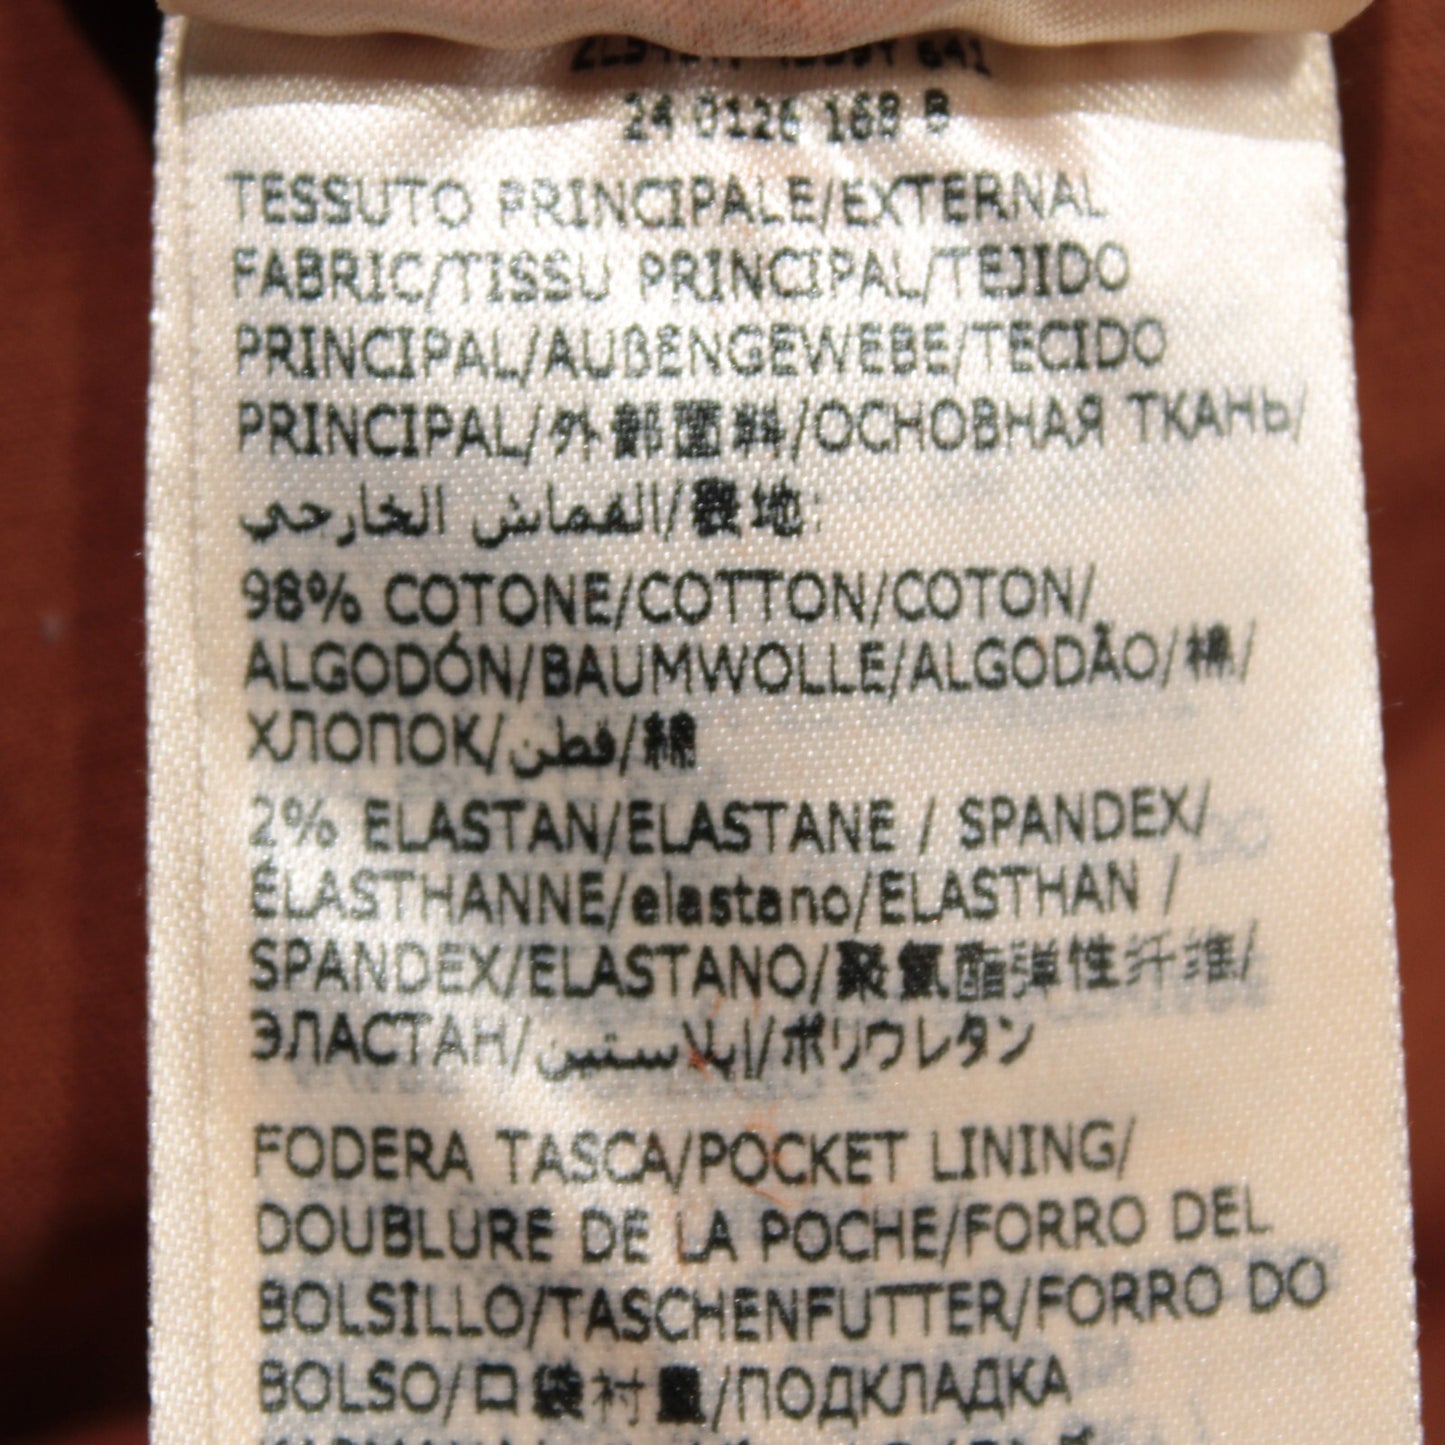 24 0126 168 8
TESSUTO PRINCIPALE/EXTERNAL
FABRIC/TISSU PRINCIPAL/TEJIDO
PRINCIPAL/AUßENGEWEBE/TECIDO
PRINCIPAL/外部面料/ОСНОВНАЯ ТКАНЬ/
القماش الخارجي/表地:
98% COTONE/COTTON/COTON/
ALGODÓN/BAUMWOLLE/ALGODÃO/棉/
ХЛОПОК/قطن/綿
2% ELASTAN/ELASTANE / SPANDEX/
ÉLASTHANNE/elastano/ELASTHAN /
SPANDEX/ELASTANO/聚氨酯弹性纤维/
ЭЛАСТАН/إيلاستين/ポリウレタン
FODERA TASCA/POCKET LINING/
DOUBLURE DE LA POCHE/FORRO DEL
BOLSILLO/TASCHENFUTTER/FORRO DO
BOLSO/口袋衬量/ПОДКЛАДКА